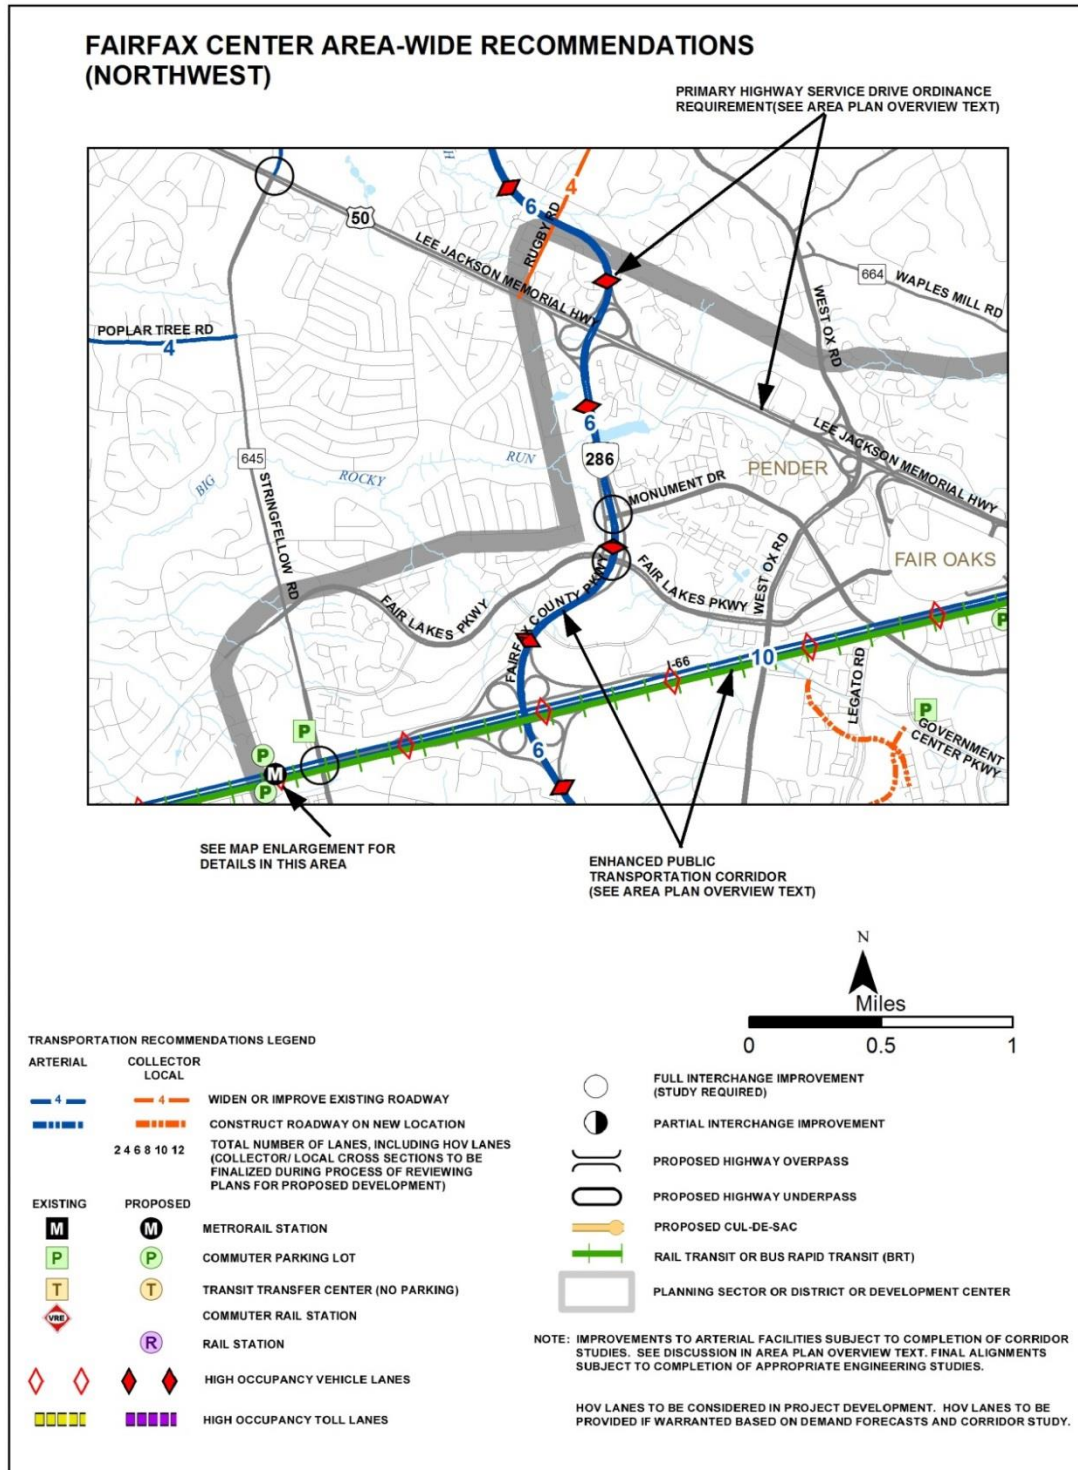 FAIRFAX CENTER AREA-WIDE RECOMMENDATIONS
(NORTHWEST)
PRIMARY HIGHWAY SERVICE DRIVE ORDINANCE
REQUIREMENT(SEE AREA PLAN OVERVIEW TEXT)
50
LEE JACKSON MEMORIAL HWY
6
4
RUGBY RD
664
WAPLES MILL RD
WEST OX RD
POPLAR TREE RD
4
6
286
645
STRINGFELLOW RD
BIG
ROCKY
RUN
MONUMENT DR
PENDER
LEE JACKSON MEMORIAL HWY
FAIR OAKS
WEST OX RD
FAIR LAKES PKWY
FAIR LAKES PKWY
FAIRFAX COUNTY PKWY
I-66
10
LEGATO RD
P
GOVERNMENT
CENTER PKWY
P
P
P
M
P
6
SEE MAP ENLARGEMENT FOR
DETAILS IN THIS AREA
ENHANCED PUBLIC
TRANSPORTATION CORRIDOR
(SEE AREA PLAN OVERVIEW TEXT)
N
Miles
0 0.5 1
TRANSPORTATION RECOMMENDATIONS LEGEND
ARTERIAL COLLECTOR
LOCAL
4 4 WIDEN OR IMPROVE EXISTING ROADWAY
CONSTRUCT ROADWAY ON NEW LOCATION
2 4 6 8 10 12 TOTAL NUMBER OF LANES, INCLUDING HOV LANES
(COLLECTOR/ LOCAL CROSS SECTIONS TO BE
FINALIZED DURING PROCESS OF REVIEWING
PLANS FOR PROPOSED DEVELOPMENT)
EXISTING PROPOSED
M M METRORAIL STATION
P P COMMUTER PARKING LOT
T T TRANSIT TRANSFER CENTER (NO PARKING)
VRE COMMUTER RAIL STATION
R RAIL STATION
HIGH OCCUPANCY VEHICLE LANES
HIGH OCCUPANCY TOLL LANES
FULL INTERCHANGE IMPROVEMENT
(STUDY REQUIRED)
PARTIAL INTERCHANGE IMPROVEMENT
PROPOSED HIGHWAY OVERPASS
PROPOSED HIGHWAY UNDERPASS
PROPOSED CUL-DE-SAC
RAIL TRANSIT OR BUS RAPID TRANSIT (BRT)
PLANNING SECTOR OR DISTRICT OR DEVELOPMENT CENTER
NOTE: IMPROVEMENTS TO ARTERIAL FACILITIES SUBJECT TO COMPLETION OF CORRIDOR
STUDIES. SEE DISCUSSION IN AREA PLAN OVERVIEW TEXT. FINAL ALIGNMENTS
SUBJECT TO COMPLETION OF APPROPRIATE ENGINEERING STUDIES.
HOV LANES TO BE CONSIDERED IN PROJECT DEVELOPMENT. HOV LANES TO BE
PROVIDED IF WARRANTED BASED ON DEMAND FORECASTS AND CORRIDOR STUDY.